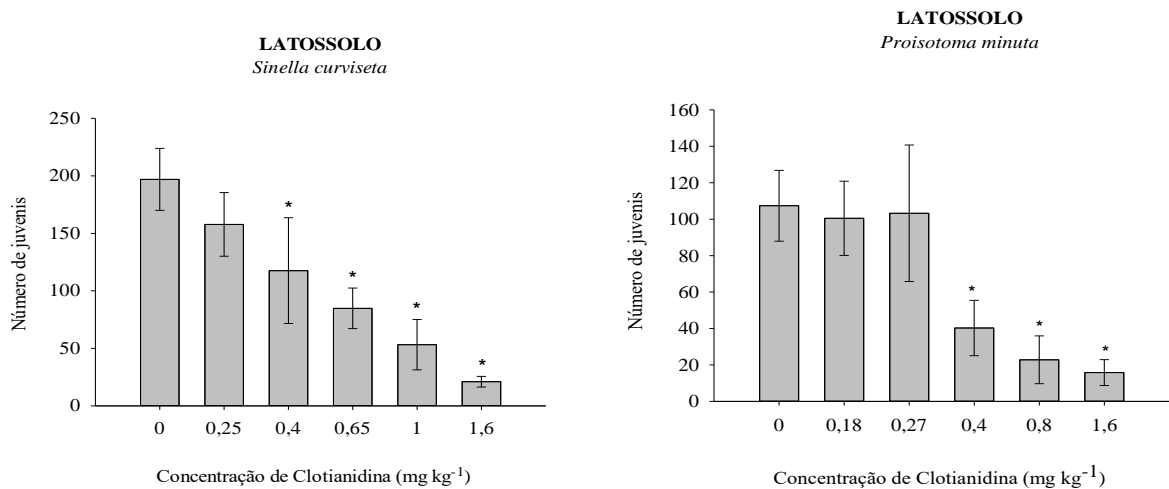 LATOSSOLO
Sinella curviseta
Número de juvenis
250
200
150
100
50
0
*
*
*
*
0 0,25 0,4 0,65 1 1,6
Concentração de Clotianidina (mg kg-1)
LATOSSOLO
Proisotoma minuta
Número de juvenis
160
140
120
100
80
60
40
20
0
*
*
*
0 0,18 0,27 0,4 0,8 1,6
Concentração de Clotianidina (mg kg-1)